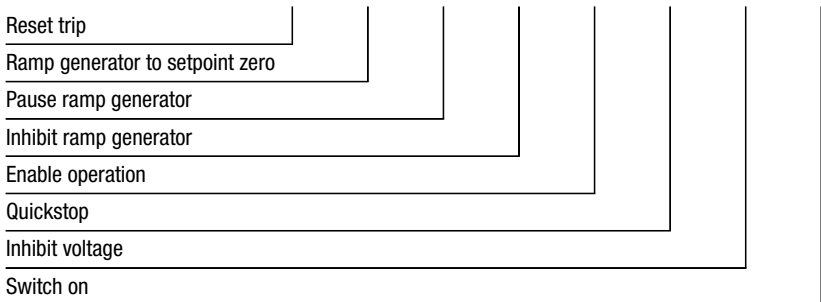 Reset trip
Ramp generator to setpoint zero
Pause ramp generator
Inhibit ramp generator
Enable operation
Quickstop
Inhibit voltage
Switch on